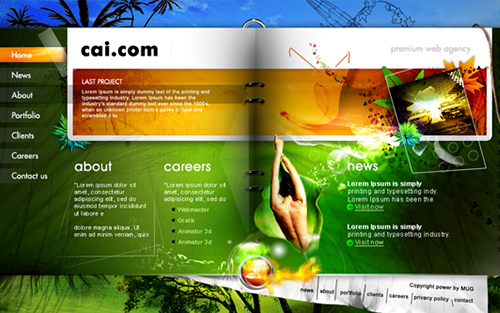 cai.com
premium web agency
Home
News
About
Portfolio
Clients
Careers
Contact us
LAST PROJECT
Lorem Ipsum is simply dummy text of the printing and
typesetting industry. Lorem Ipsum has been the
industry's standard dummy text ever since the 1500s,
when an unknown printer took a galley of type and
scrambled it to
about
"Lorem ipsum dolor sit
amet, consectetur
adipisicing elit, sed do
ut labore et
dolore magna aliqua. Ut
enim ad minim veniam, quis
careers
"Lorem ipsum dolor sit amet,
consectetur adipisicing elit,
Webmaster
Grafik
Animator 3d
Animator 3d
news
Lorem Ipsum is simply
printing and typesetting indy.
Lorem Ipsum has been the
Visit now
Lorem Ipsum is simply
printing and typesetting industry.
Visit now
Copyright power by MUG
news about portfolio clients careers privacy policy contact